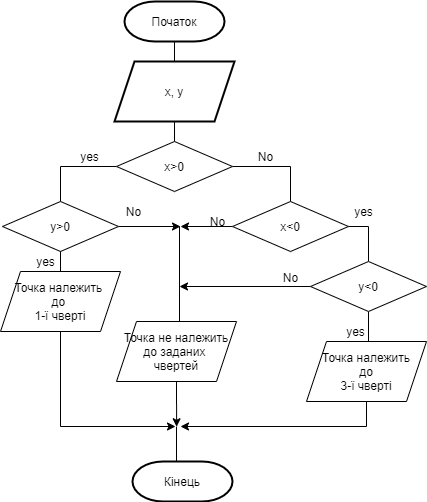 Початок
x, y
x>0
yes
No
y>0
No
No
x<0
yes
yes
No
y<0
Точка належить
до
1-ї чверті
yes
Точка не належить
до заданих
чвертей
Точка належить
до
3-ї чверті
Кінець